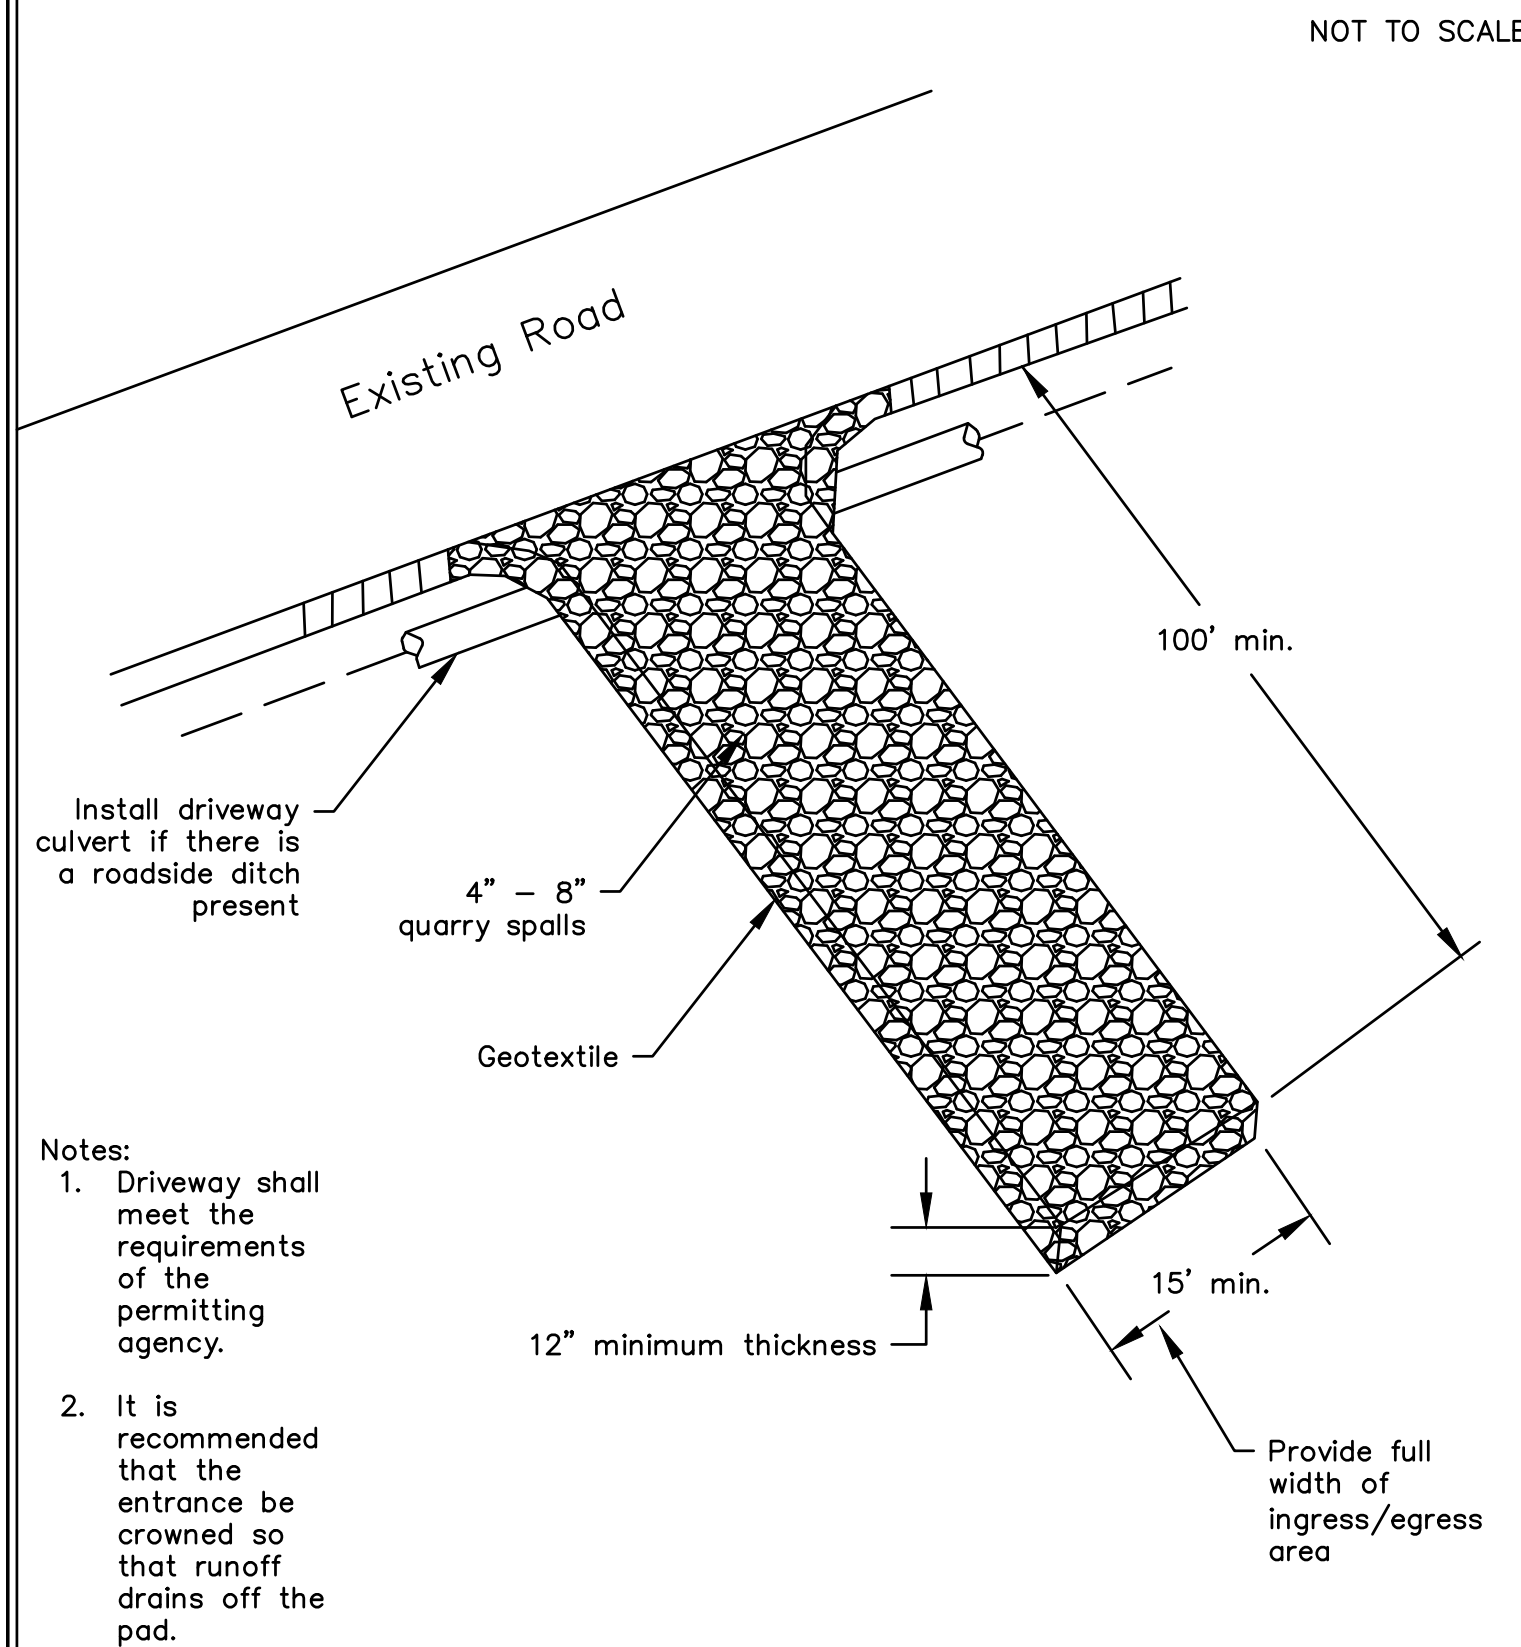 NOT TO SCALE
Existing Road
100' min.
Install driveway
culvert if there is
a roadside ditch
present
4" – 8"
quarry spalls
Geotextile
Notes:
1. Driveway shall
meet the
requirements
of the
permitting
agency.
15' min.
12" minimum thickness
2. It is
recommended
that the
entrance be
crowned so
that runoff
drains off the
pad.
Provide full
width of
ingress/egress
area